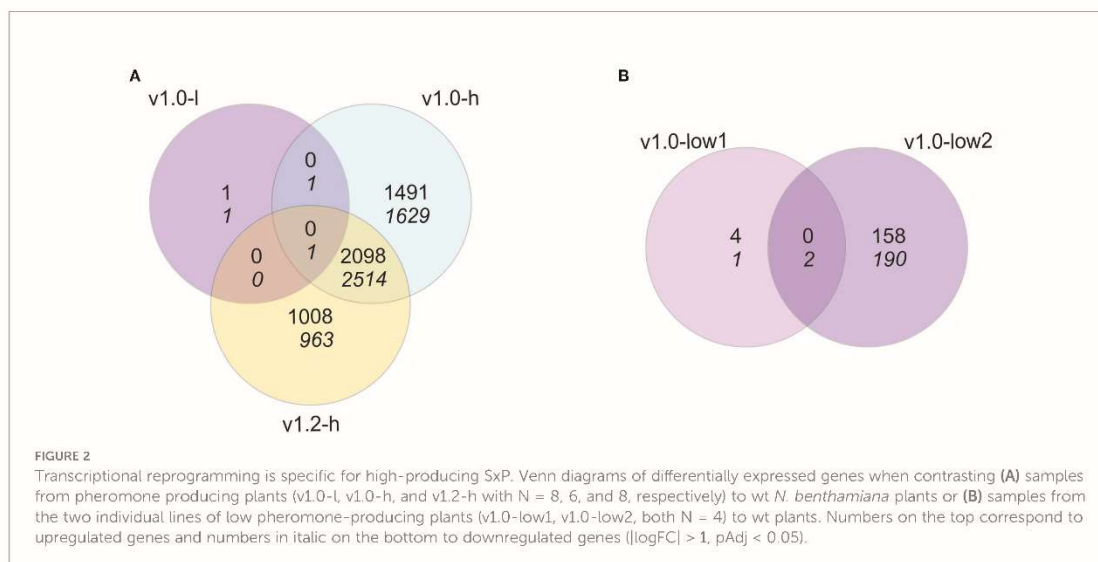 A
v1.0-l
v1.0-h
0
1
1
1
1491
1629
0
1
0
0
2098
2514
1008
963
v1.2-h
B
v1.0-low1
v1.0-low2
4
1
0
2
158
190
FIGURE 2
Transcriptional reprogramming is specific for high-producing SxP. Venn diagrams of differentially expressed genes when contrasting (A) samples
from pheromone producing plants (v1.0-l, v1.0-h, and v1.2-h with N = 8, 6, and 8, respectively) to wt N. benthamiana plants or (B) samples from
the two individual lines of low pheromone-producing plants (v1.0-low1, v1.0-low2, both N = 4) to wt plants. Numbers on the top correspond to
upregulated genes and numbers in italic on the bottom to downregulated genes (|logFC| > 1, pAdj < 0.05).